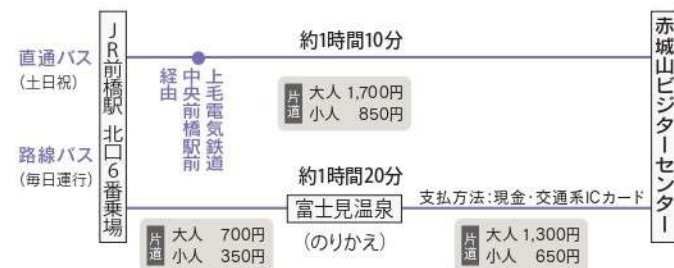 直通バス
(土日祝)
路線バス
(毎日運行)
JR前橋駅 北口6番乗場
上毛電気鉄道
中央前橋駅前
経由
約1時間10分
片道 大人 1,700円
小人 850円
約1時間20分
富士見温泉
(のりかえ)
支払方法:現金・交通系ICカード
片道 大人 700円
小人 350円
片道 大人 1,300円
小人 650円
赤城山ビジターセンター